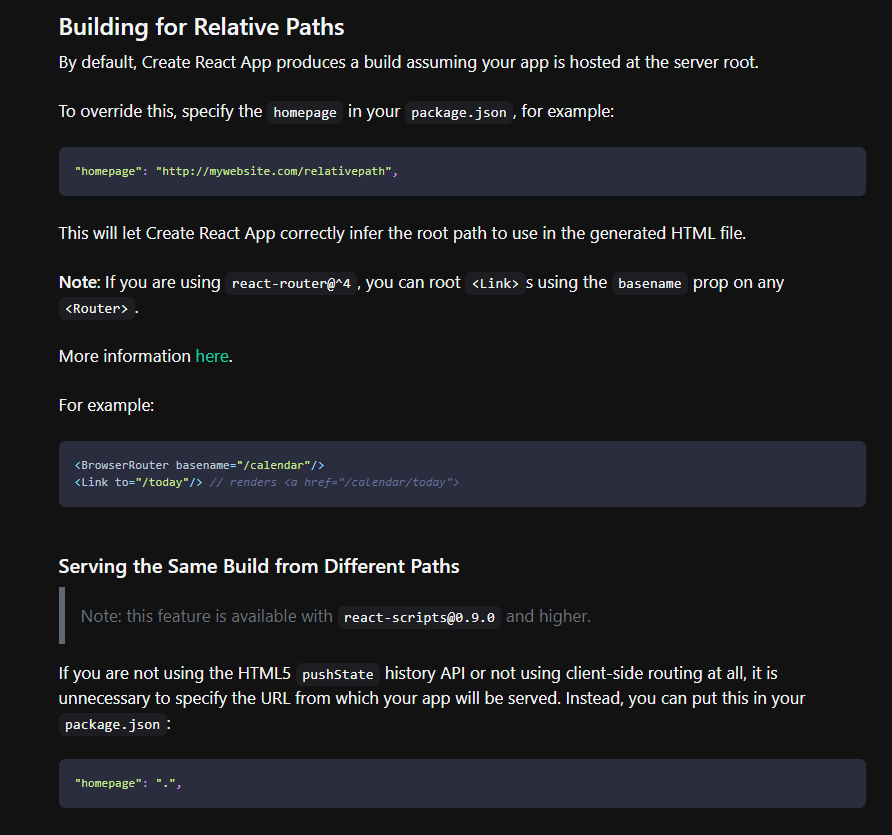 Building for Relative Paths
By default, Create React App produces a build assuming your app is hosted at the server root.
To override this, specify the homepage in your package.json, for example:
"homepage": "http://mywebsite.com/relativepath",
This will let Create React App correctly infer the root path to use in the generated HTML file.
Note: If you are using react-router@^4, you can root <Link>s using the basename prop on any
<Router>.
More information here.
For example:
<BrowserRouter basename="/calendar"/>
<Link to="/today"/> // renders <a href="/calendar/today">
Serving the Same Build from Different Paths
Note: this feature is available with react-scripts@0.9.0 and higher.
If you are not using the HTML5 pushState history API or not using client-side routing at all, it is
unnecessary to specify the URL from which your app will be served. Instead, you can put this in your
package.json:
"homepage": ".",